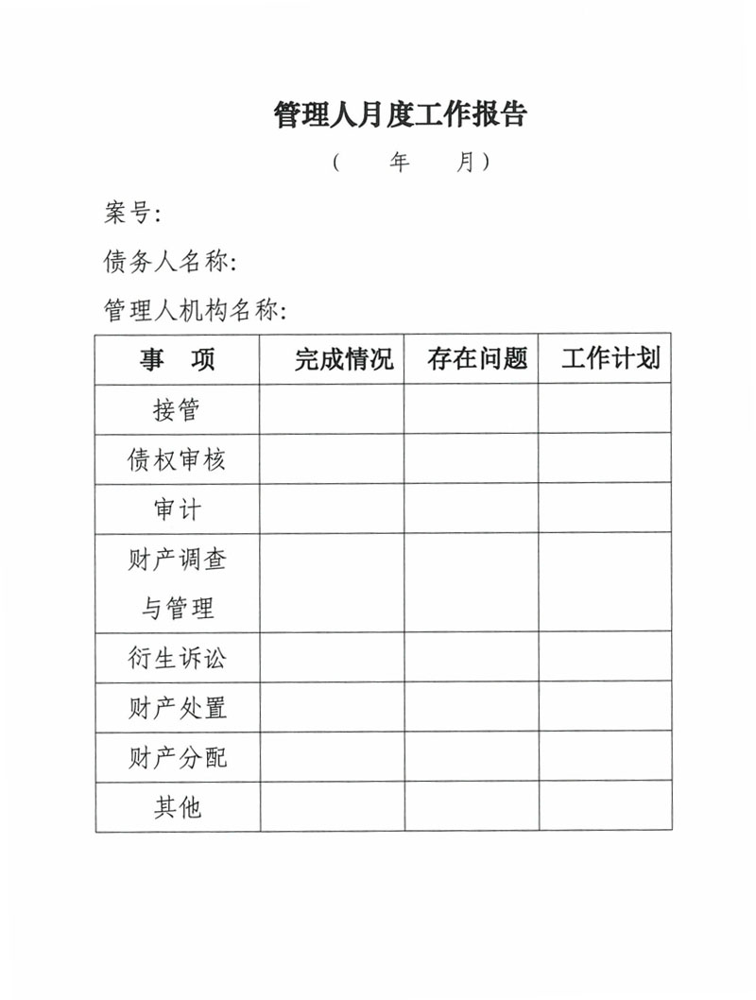 管理人月度工作报告
（　　年　　月）
案号：
债务人名称：
管理人机构名称：
事　项　完成情况　存在问题　工作计划
接管
债权审核
审计
财产调查
与管理
衍生诉讼
财产处置
财产分配
其他